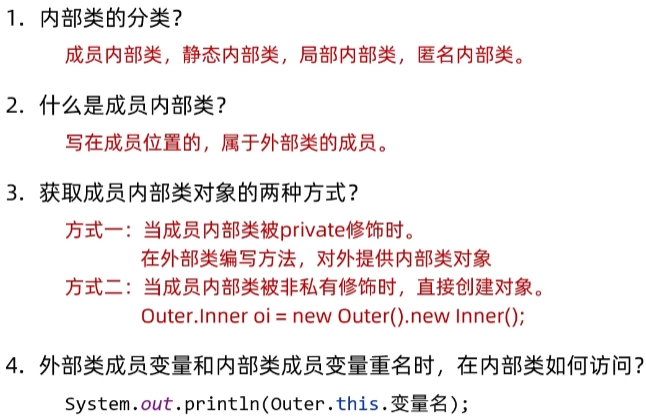 1. 内部类的分类?
成员内部类，静态内部类，局部内部类，匿名内部类。
2. 什么是成员内部类?
写在成员位置的，属于外部类的成员。
3. 获取成员内部类对象的两种方式?
方式一：当成员内部类被private修饰时。
在外部类编写方法，对外提供内部类对象
方式二：当成员内部类被非私有修饰时，直接创建对象。
Outer.Inner oi = new Outer().new Inner();
4. 外部类成员变量和内部类成员变量重名时，在内部类如何访问?
System.out.println(Outer.this.变量名);